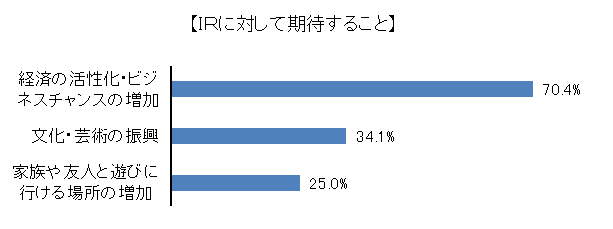 【IRに対して期待すること】
経済の活性化・ビジ
ネスチャンスの増加
70.4%
文化・芸術の振興
34.1%
家族や友人と遊びに
行ける場所の増加
25.0%